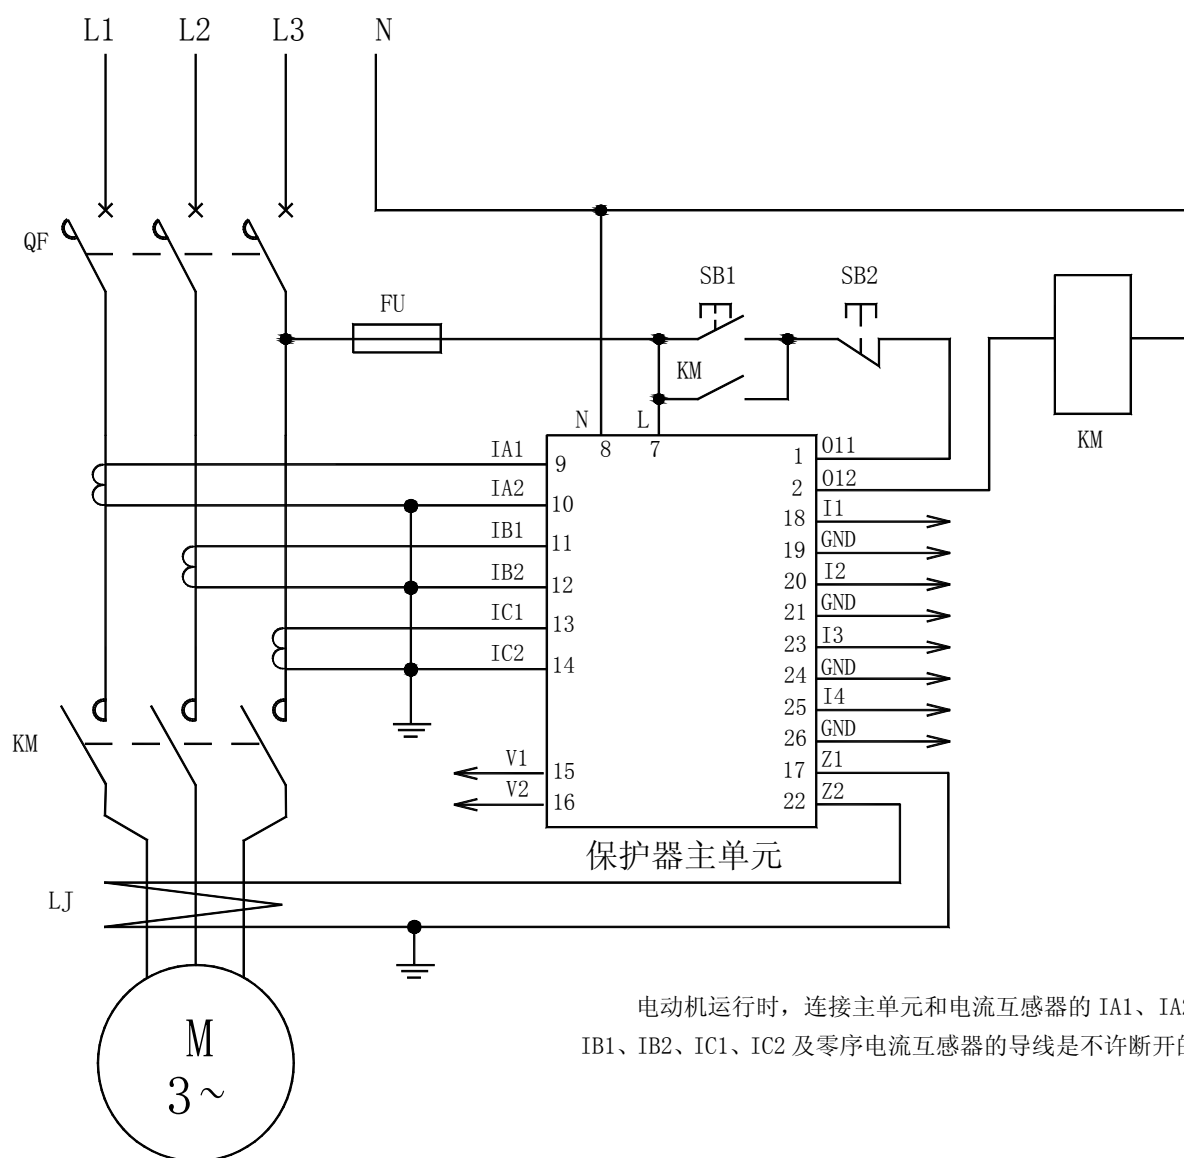 L1 L2 L3 N
QF
FU
SB1 SB2
KM
KM
N L
8 7
IA1 9
IA2 10
IB1 11
IB2 12
IC1 13
IC2 14
V1 15
V2 16
1 O11
2 O12
18 I1
19 GND
20 I2
21 GND
23 I3
24 GND
25 I4
26 GND
17 Z1
22 Z2
KM
保护器主单元
LJ
M
3~
电动机运行时，连接主单元和电流互感器的 IA1、IA2
IB1、IB2、IC1、IC2 及零序电流互感器的导线是不许断开的